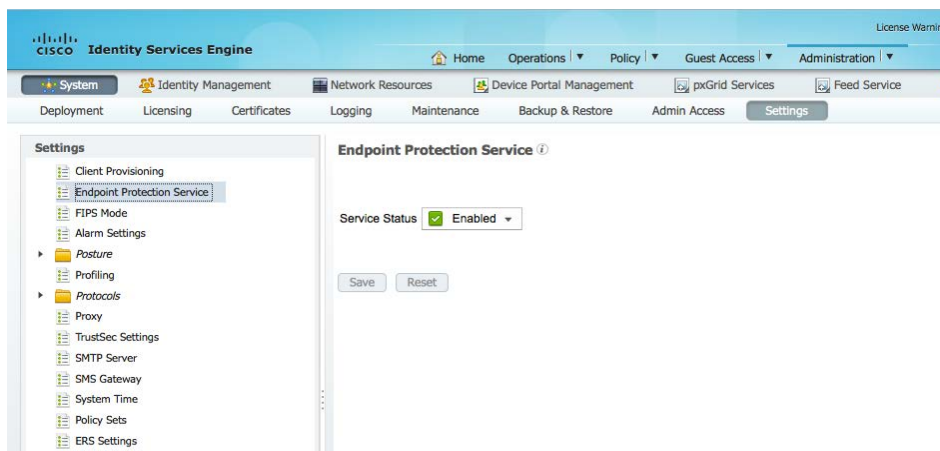 License Warnin
CISCO Identity Services Engine
Home Operations Policy Guest Access Administration
System Identity Management Network Resources Device Portal Management pxGrid Services Feed Service
Deployment Licensing Certificates Logging Maintenance Backup & Restore Admin Access Settings
Settings
Client Provisioning
Endpoint Protection Service
FIPS Mode
Alarm Settings
Posture
Profiling
Protocols
Proxy
TrustSec Settings
SMTP Server
SMS Gateway
System Time
Policy Sets
ERS Settings
Endpoint Protection Service
Service Status Enabled
Save Reset